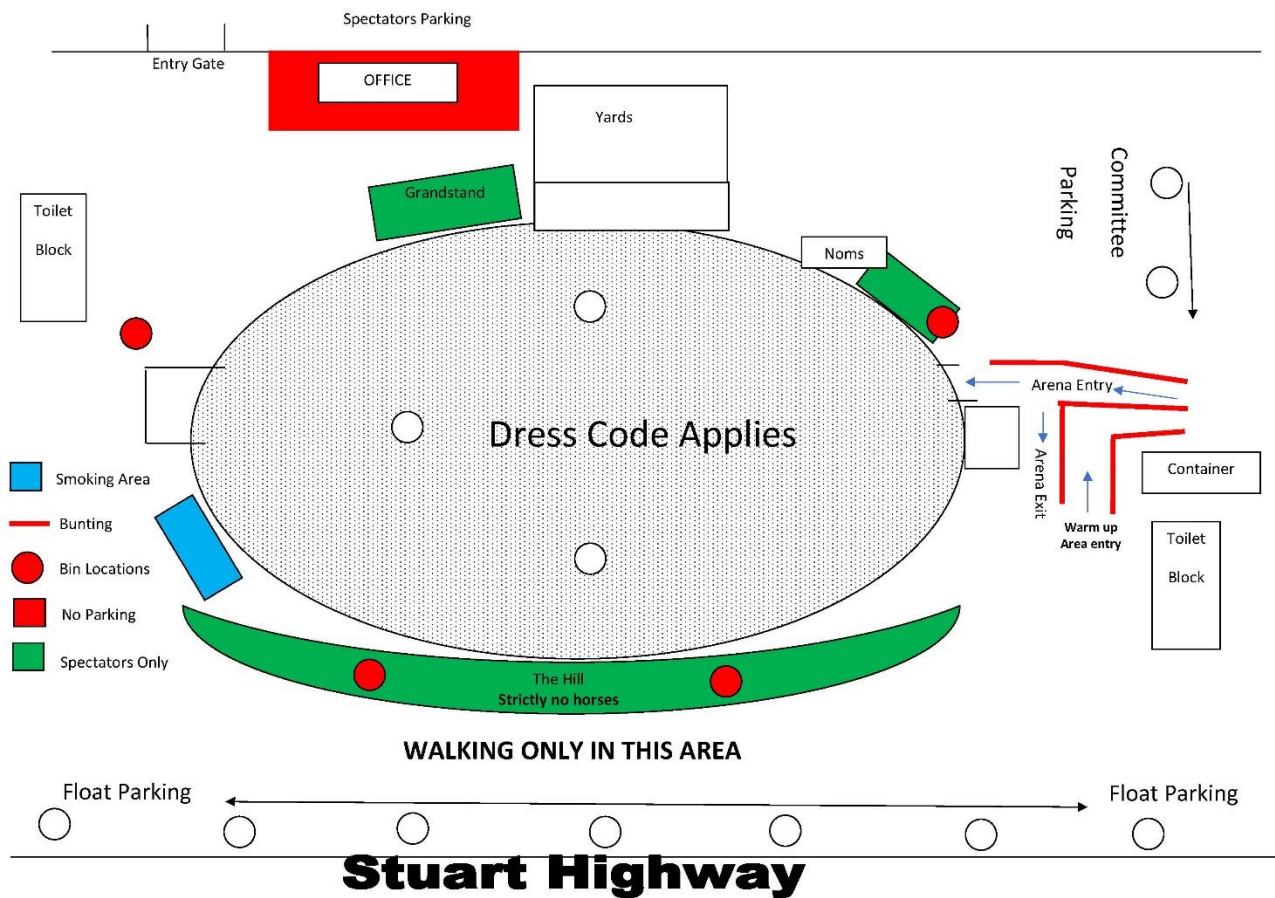 Spectators Parking
Entry Gate
OFFICE
Yards
Grandstand
Toilet
Block
Noms
Committee
Parking
Arena Entry
Dress Code Applies
Arena Exit
Container
Warm up
Area entry
Toilet
Block
Smoking Area
Bunting
Bin Locations
No Parking
Spectators Only
The Hill
Strictly no horses
WALKING ONLY IN THIS AREA
Float Parking
Float Parking
Stuart Highway